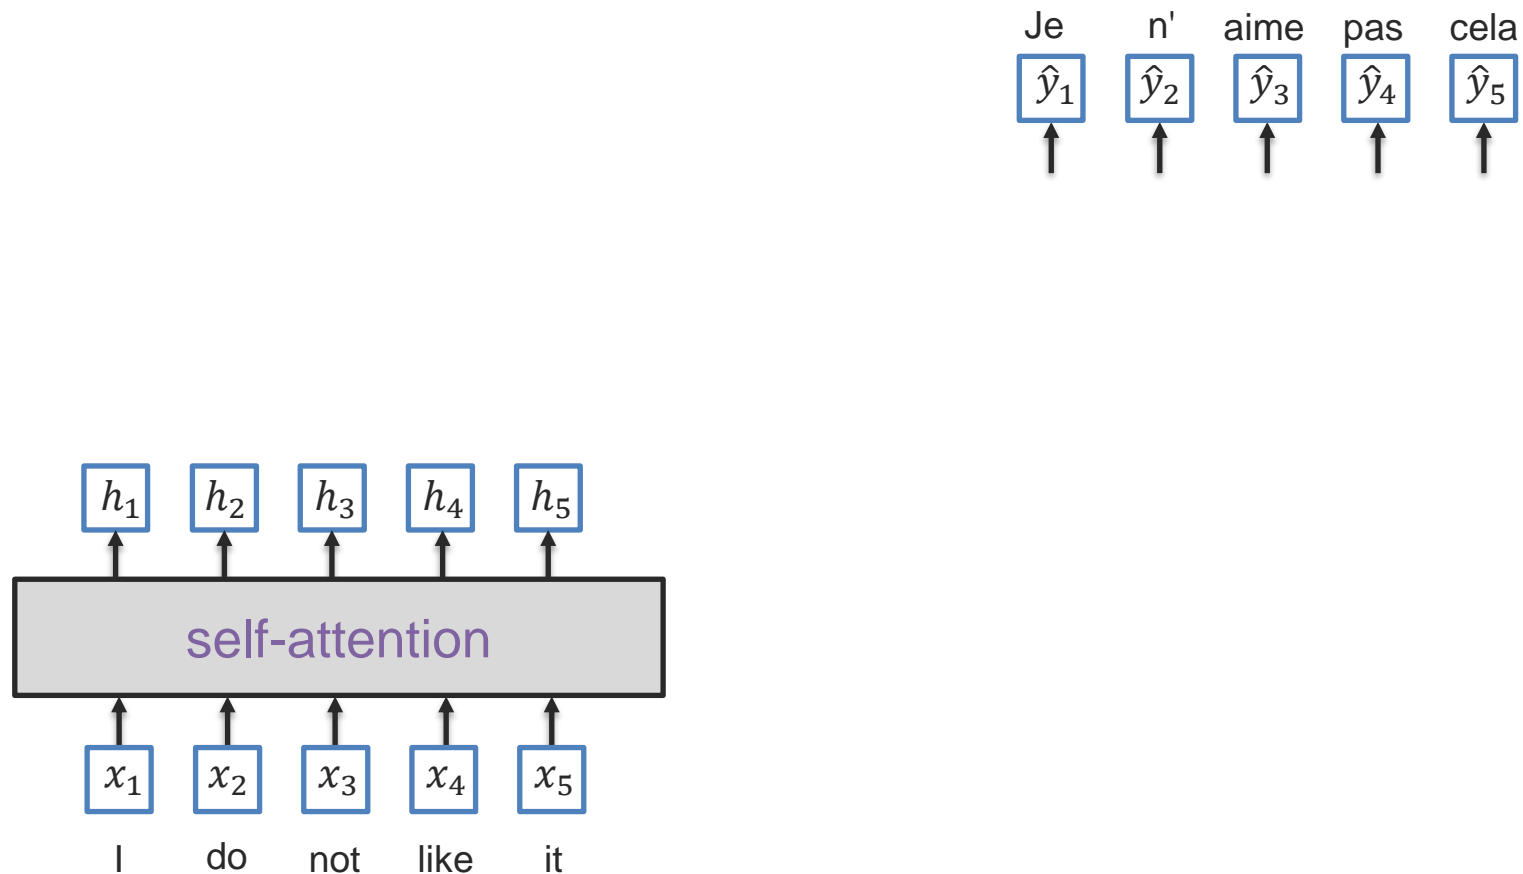 Je n' aime pas cela
ŷ₁ ŷ₂ ŷ₃ ŷ₄ ŷ₅
h₁ h₂ h₃ h₄ h₅
self-attention
x₁ x₂ x₃ x₄ x₅
I do not like it